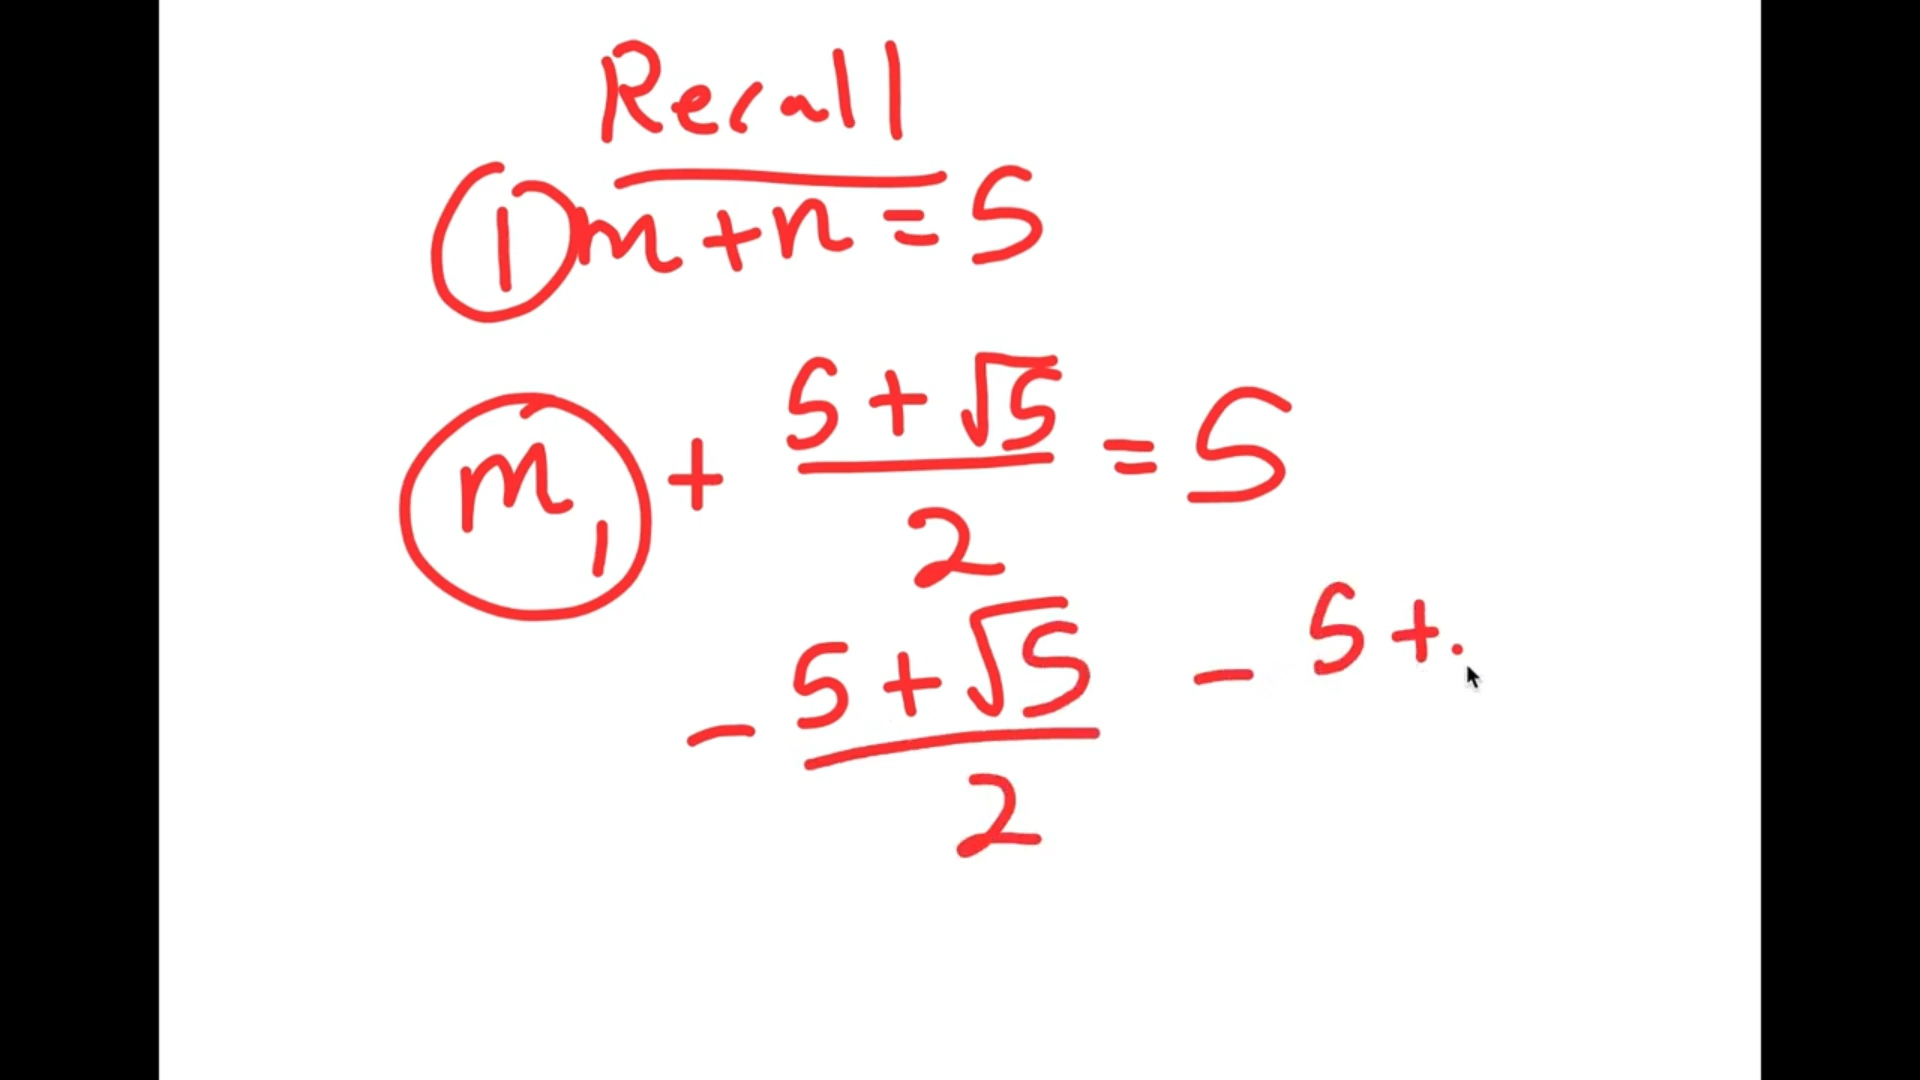 Recall
① m + n = 5
m₁ + (5 + √5)/2 = 5
- (5 + √5)/2 - 5 + .